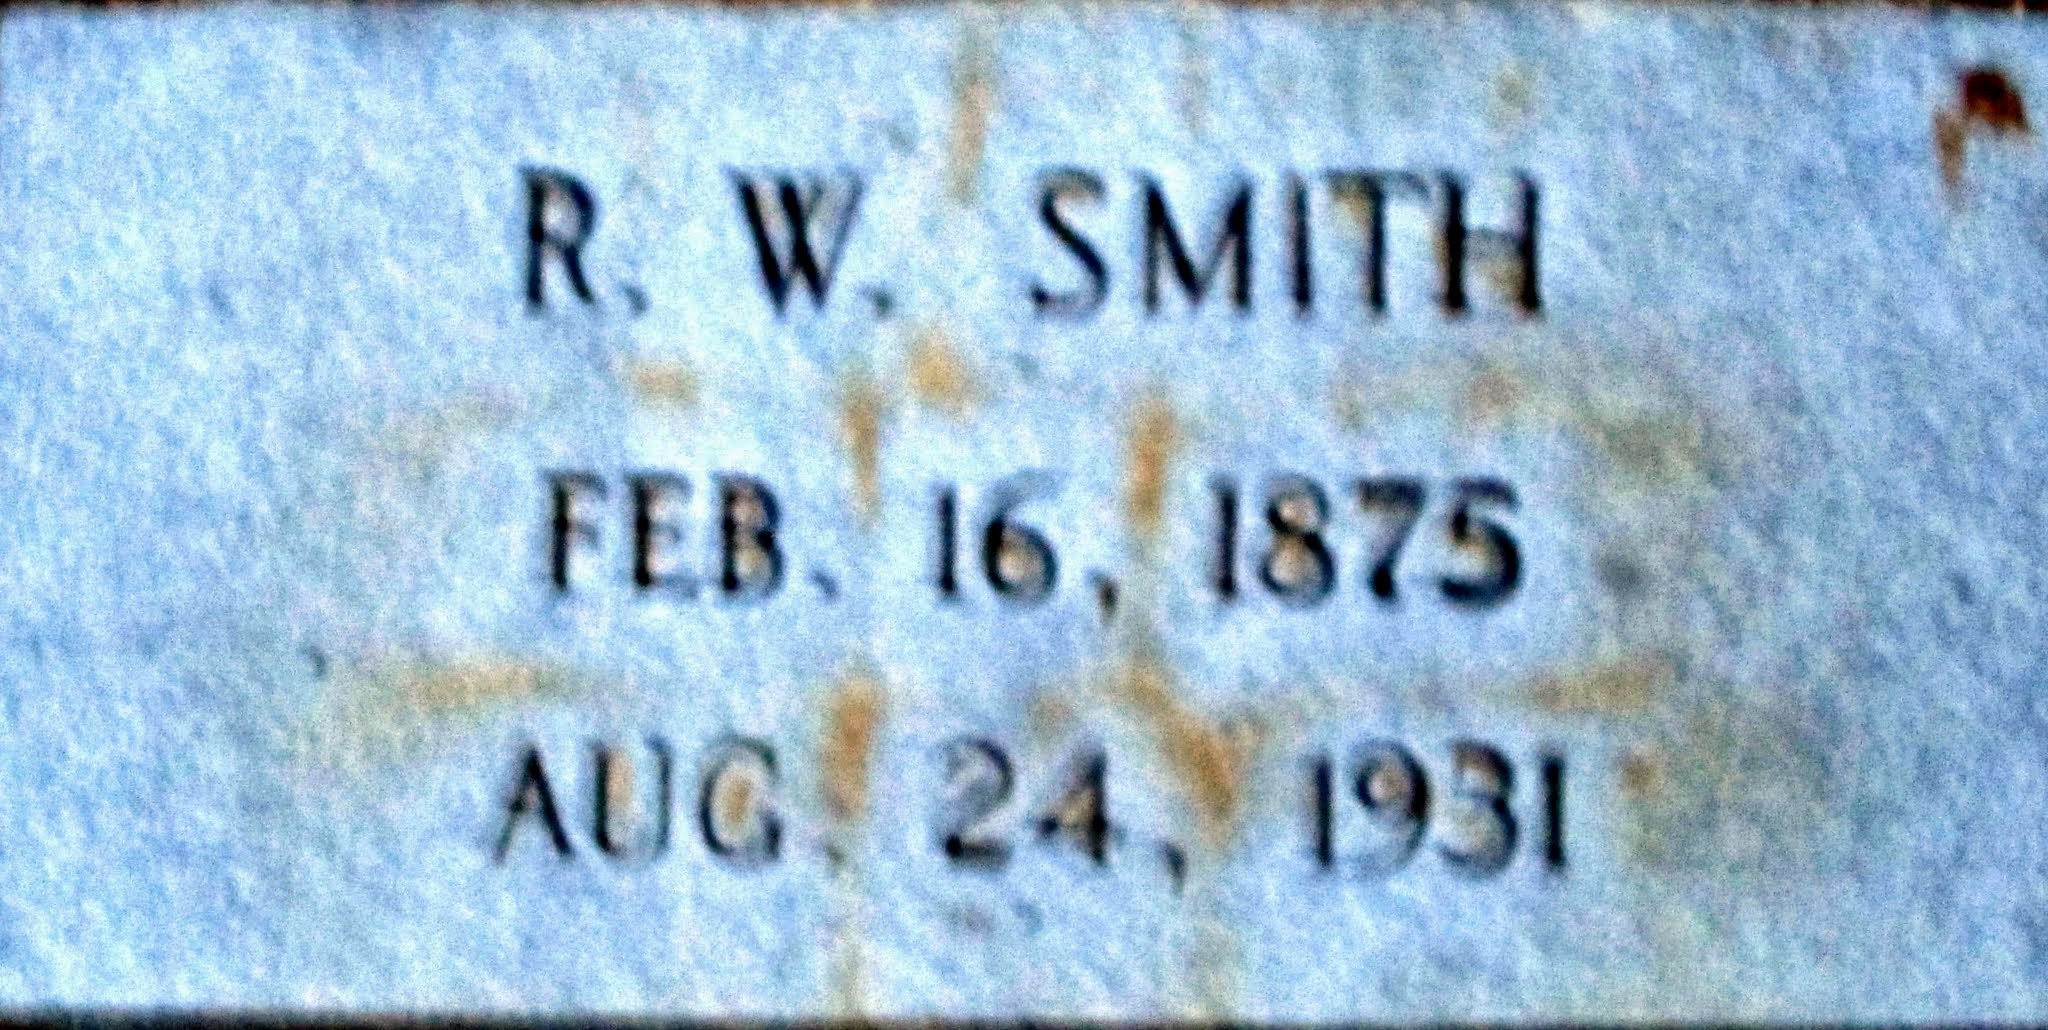 R. W. SMITH
FEB. 16, 1875
AUG. 24, 1931